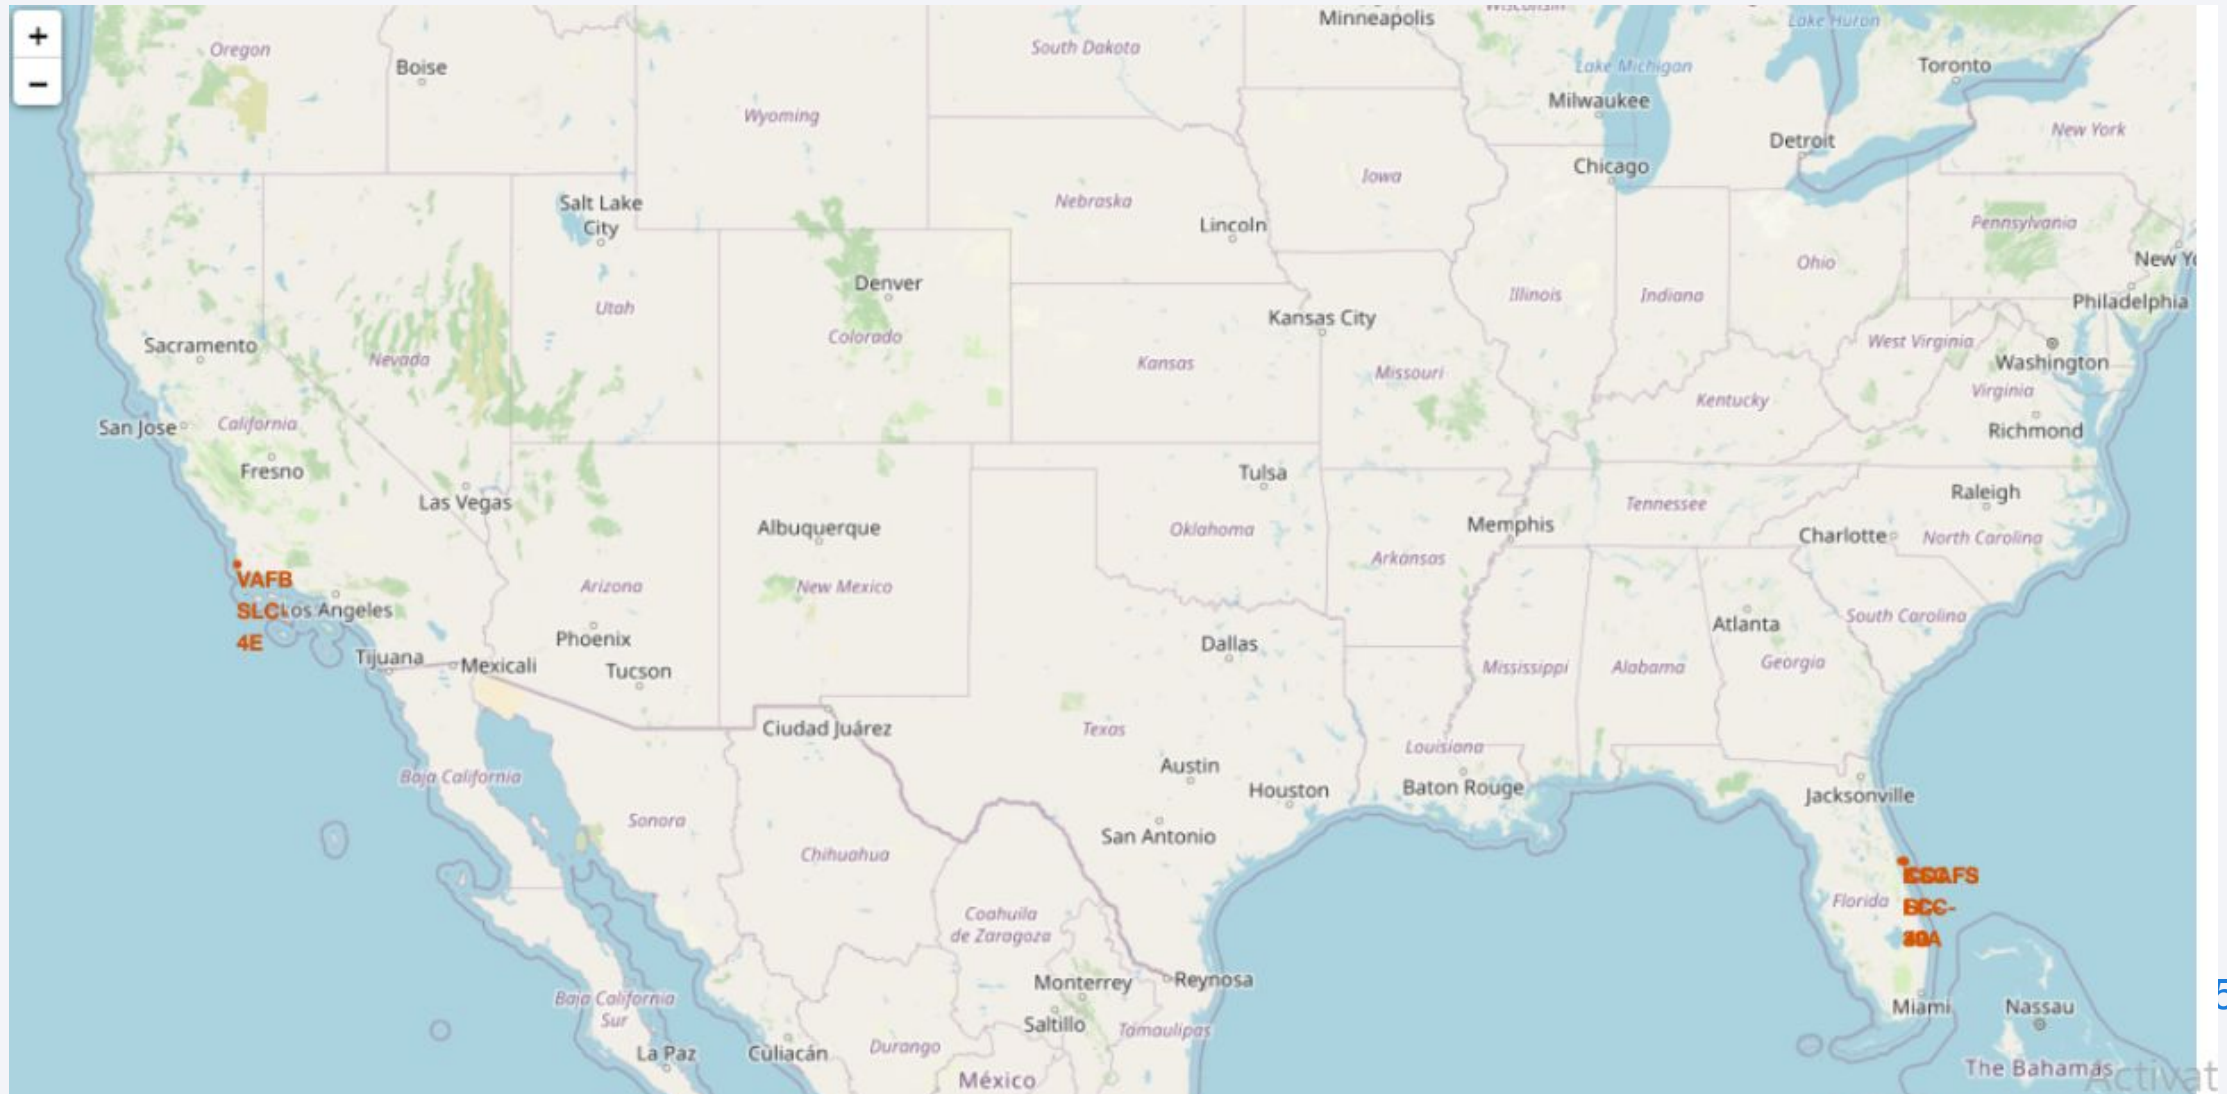 +
Minneapolis
Wisconsin
Lake Huron
Oregon
Boise
South Dakota
Lake Michigan
Toronto
Wyoming
Milwaukee
New York
Detroit
Chicago
Iowa
Salt Lake
City
Nebraska
Lincoln
Pennsylvania
Ohio
New Yo
Denver
Utah
Illinois
Indiana
Philadelphia
Kansas City
Colorado
Sacramento
Nevada
Kansas
Missouri
West Virginia
Washington
Virginia
Kentucky
San Jose
California
Richmond
Fresno
Las Vegas
Tulsa
Raleigh
Tennessee
Albuquerque
Oklahoma
Memphis
Charlotte
North Carolina
Arkansas
VAFB
SLC-
4E
Los Angeles
Arizona
New Mexico
Phoenix
Dallas
Atlanta
South Carolina
Tijuana
Mexicali
Tucson
Mississippi
Alabama
Georgia
Ciudad Juárez
Texas
Louisiana
Baja California
Austin
Houston
Baton Rouge
Jacksonville
Sonora
San Antonio
Chihuahua
Florida
Coahuila
de Zaragoza
Monterrey
Reynosa
Baja California
Sur
Saltillo
Tamaulipas
Miami
Nassau
La Paz
Culiacán
Durango
México
The Bahamas
Activat
5